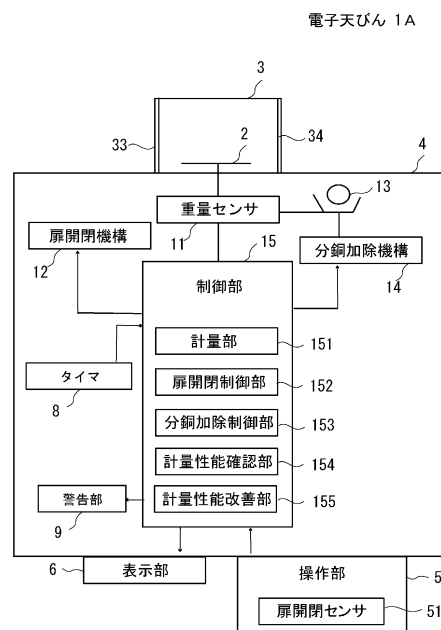 電子天びん 1A
3
2
33
34
4
13
重量センサ
11
扉開閉機構
12
15
分銅加除機構
14
制御部
計量部
151
タイマ
8
扉開閉制御部
152
分銅加除制御部
153
計量性能確認部
154
警告部
9
計量性能改善部
155
6
表示部
操作部
5
扉開閉センサ
51